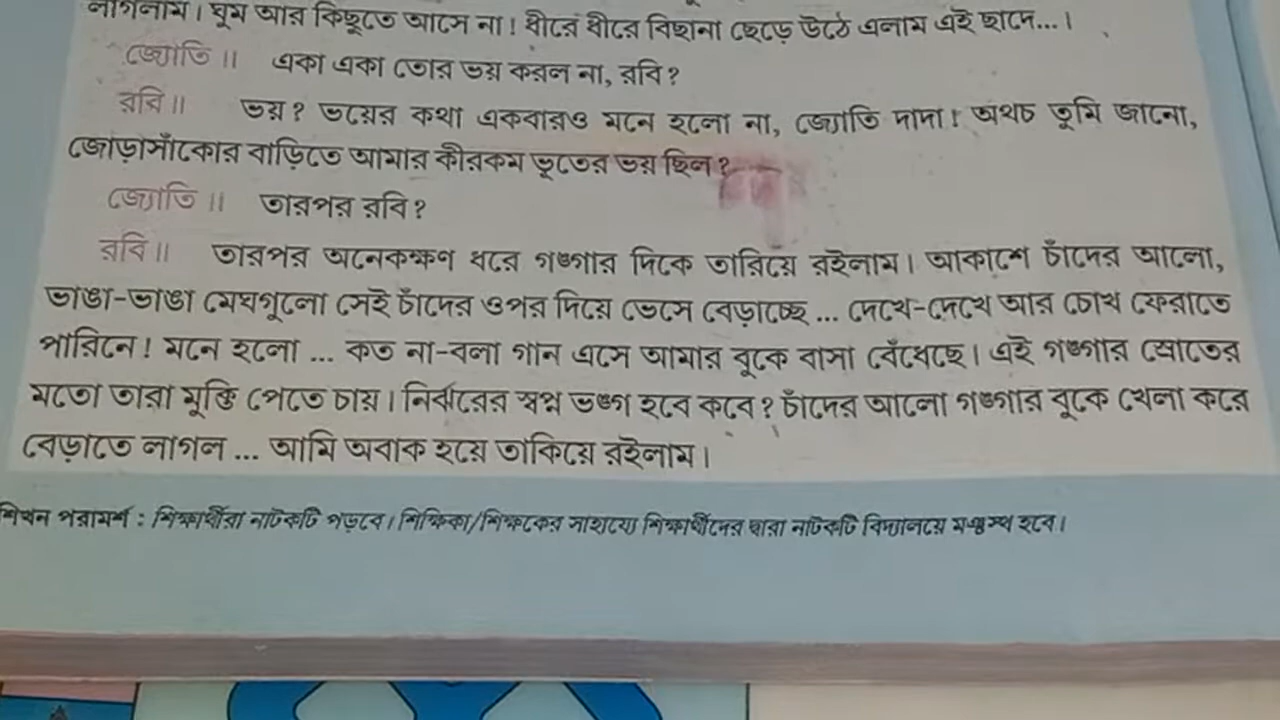 লাগলাম। ঘুম আর কিছুতে আসে না! ধীরে ধীরে বিছানা ছেড়ে উঠে এলাম এই ছাদে...।
জ্যোতি ।। একা একা তোর ভয় করল না, রবি?
রবি ।। ভয়? ভয়ের কথা একবারও মনে হলো না, জ্যোতি দাদা! অথচ তুমি জানো,
জোড়াসাঁকোর বাড়িতে আমার কীরকম ভূতের ভয় ছিল?
জ্যোতি ।। তারপর রবি?
রবি ।। তারপর অনেকক্ষণ ধরে গঙ্গার দিকে তারিয়ে রইলাম। আকাশে চাঁদের আলো,
ভাঙা-ভাঙা মেঘগুলো সেই চাঁদের ওপর দিয়ে ভেসে বেড়াচ্ছে ... দেখে-দেখে আর চোখ ফেরাতে
পারিনে! মনে হলো ... কত না-বলা গান এসে আমার বুকে বাসা বেঁধেছে। এই গঙ্গার স্রোতের
মতো তারা মুক্তি পেতে চায়। নির্ঝরের স্বপ্ন ভঙ্গ হবে কবে? চাঁদের আলো গঙ্গার বুকে খেলা করে
বেড়াতে লাগল ... আমি অবাক হয়ে তাকিয়ে রইলাম।
শিখন পরামর্শ : শিক্ষার্থীরা নাটকটি পড়বে। শিক্ষিকা/শিক্ষকের সাহায্যে শিক্ষার্থীদের দ্বারা নাটকটি বিদ্যালয়ে মঞ্চস্থ হবে।